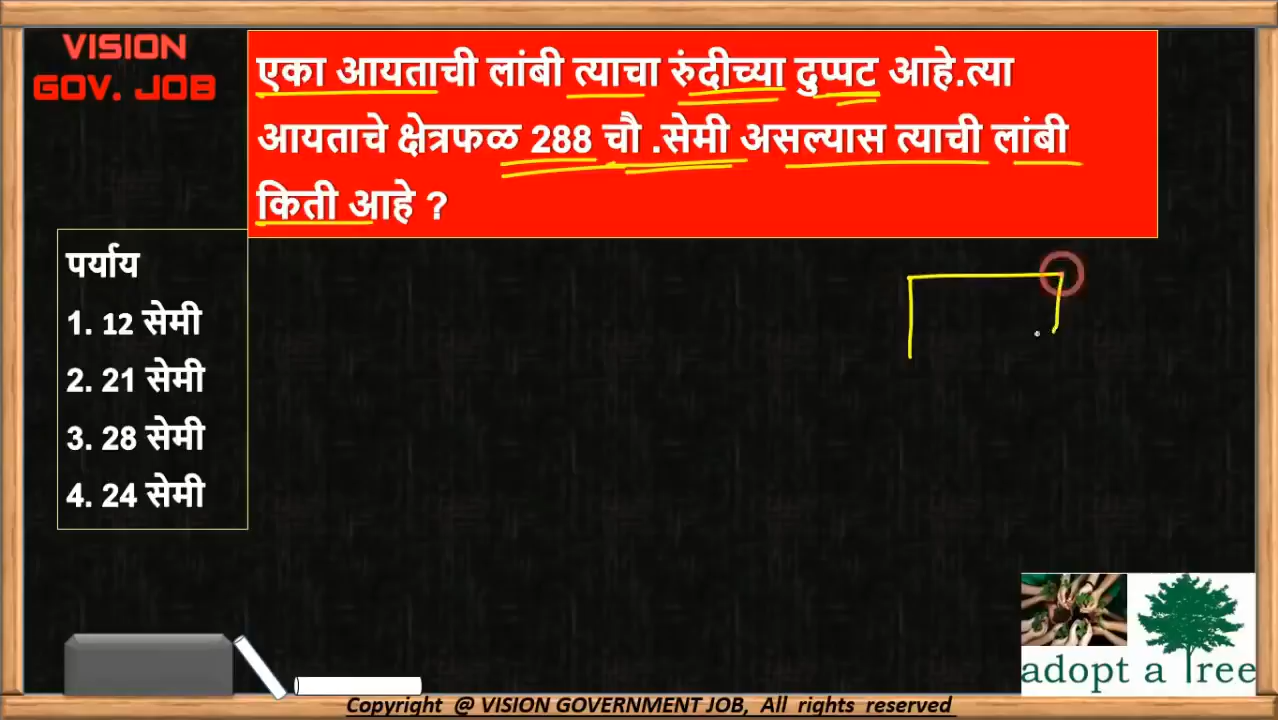 VISION
GOV. JOB
एका आयताची लांबी त्याचा रुंदीच्या दुप्पट आहे.त्या
आयताचे क्षेत्रफळ 288 चौ .सेमी असल्यास त्याची लांबी
किती आहे ?
पर्याय
1. 12 सेमी
2. 21 सेमी
3. 28 सेमी
4. 24 सेमी
adopt a Tree
Copyright @ VISION GOVERNMENT JOB, All rights reserved